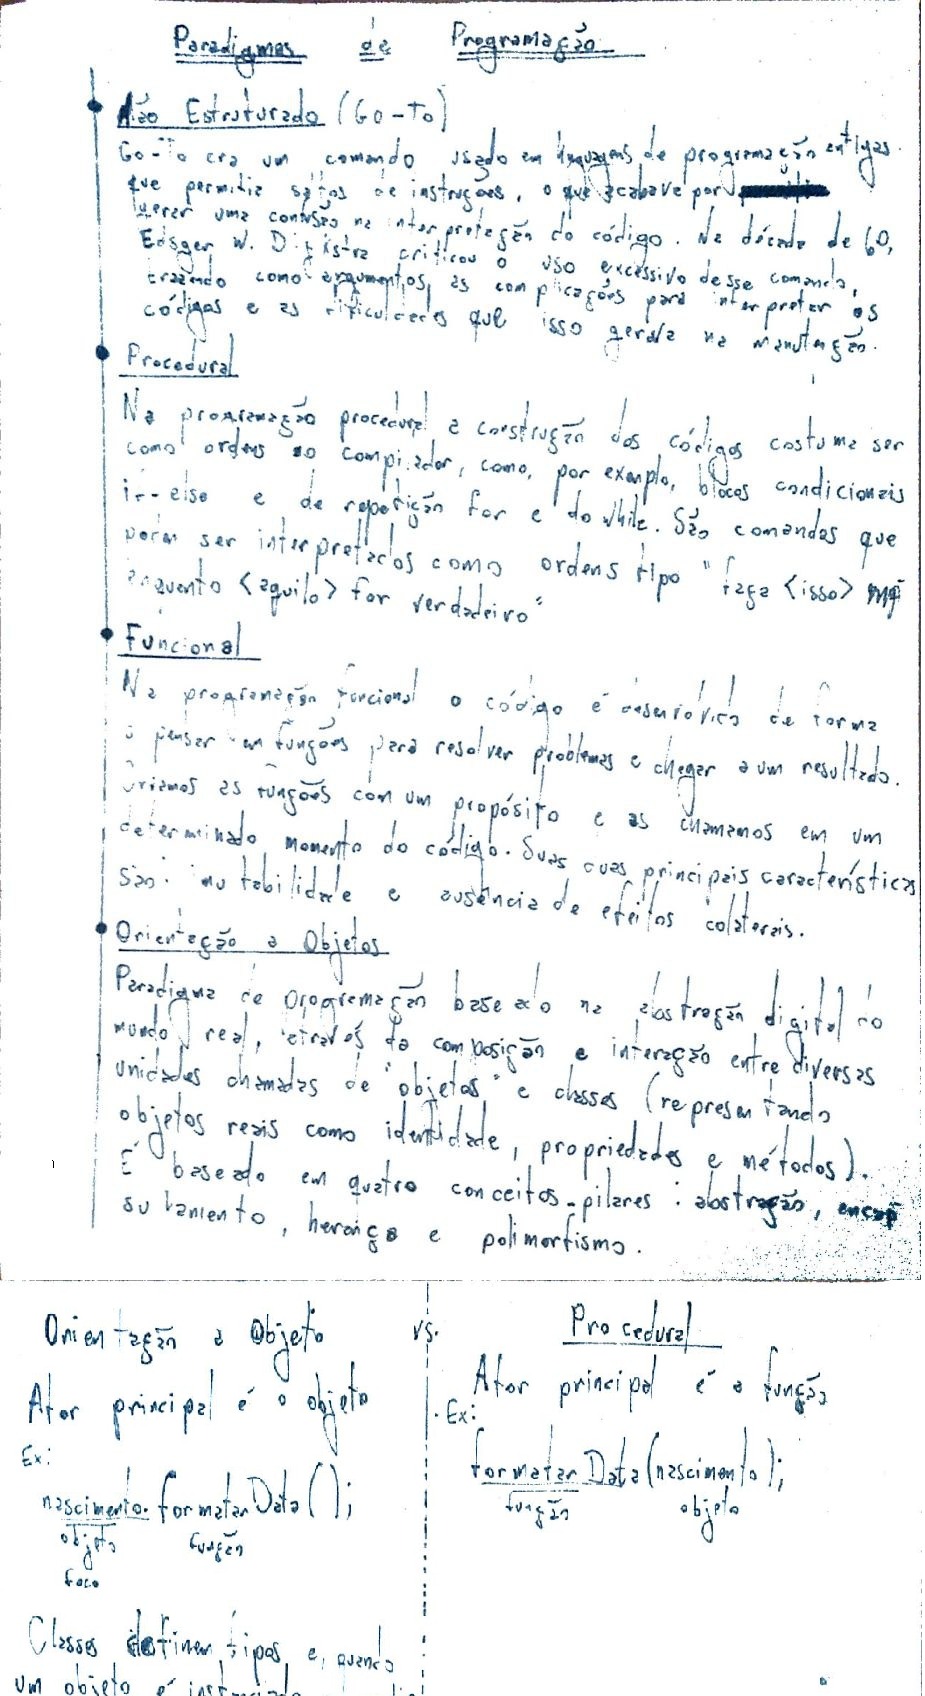 Paradigmas de Programação
Não Estruturado (Go-To)
Go-To era um comando usado em linguagens de programação antigas
que permitia saltos de instruções, o que acabava por
gerar uma confusão na interpretação do código. Na década de 60,
Edsger W. Dijkstra criticou o uso excessivo desse comando,
trazendo como argumentos, as complicações para interpretar os
códigos e as dificuldades que isso gerava na manutenção.
Procedural
Na programação procedural a construção dos códigos costuma ser
como ordens ao compilador, como, por exemplo, blocos condicionais
if-else e de repetição for e do while. São comandos que
podem ser interpretados como ordens tipo "faça <isso>
enquanto <aquilo> for verdadeiro"
Funcional
Na programação funcional o código é desenvolvido de forma
a pensar em funções para resolver problemas e chegar a um resultado.
Criamos as funções com um propósito e as chamamos em um
determinado momento do código. Suas duas principais características
são: imutabilidade e ausência de efeitos colaterais.
Orientação a Objetos
Paradigma de programação baseado na abstração digital do
mundo real, através da composição e interação entre diversas
unidades chamadas de "objetos" e classes (representando
objetos reais como identidade, propriedades e métodos).
É baseado em quatro conceitos-pilares: abstração, encap
sulamento, herança e polimorfismo.
Orientação a Objeto vs. Procedural
Ator principal é o objeto
Ex:
nascimento.formatarData();
objeto função
foco
Classes definem tipos e, quando
um objeto é instanciado
Ator principal é a função
Ex:
formatarData(nascimento);
função objeto